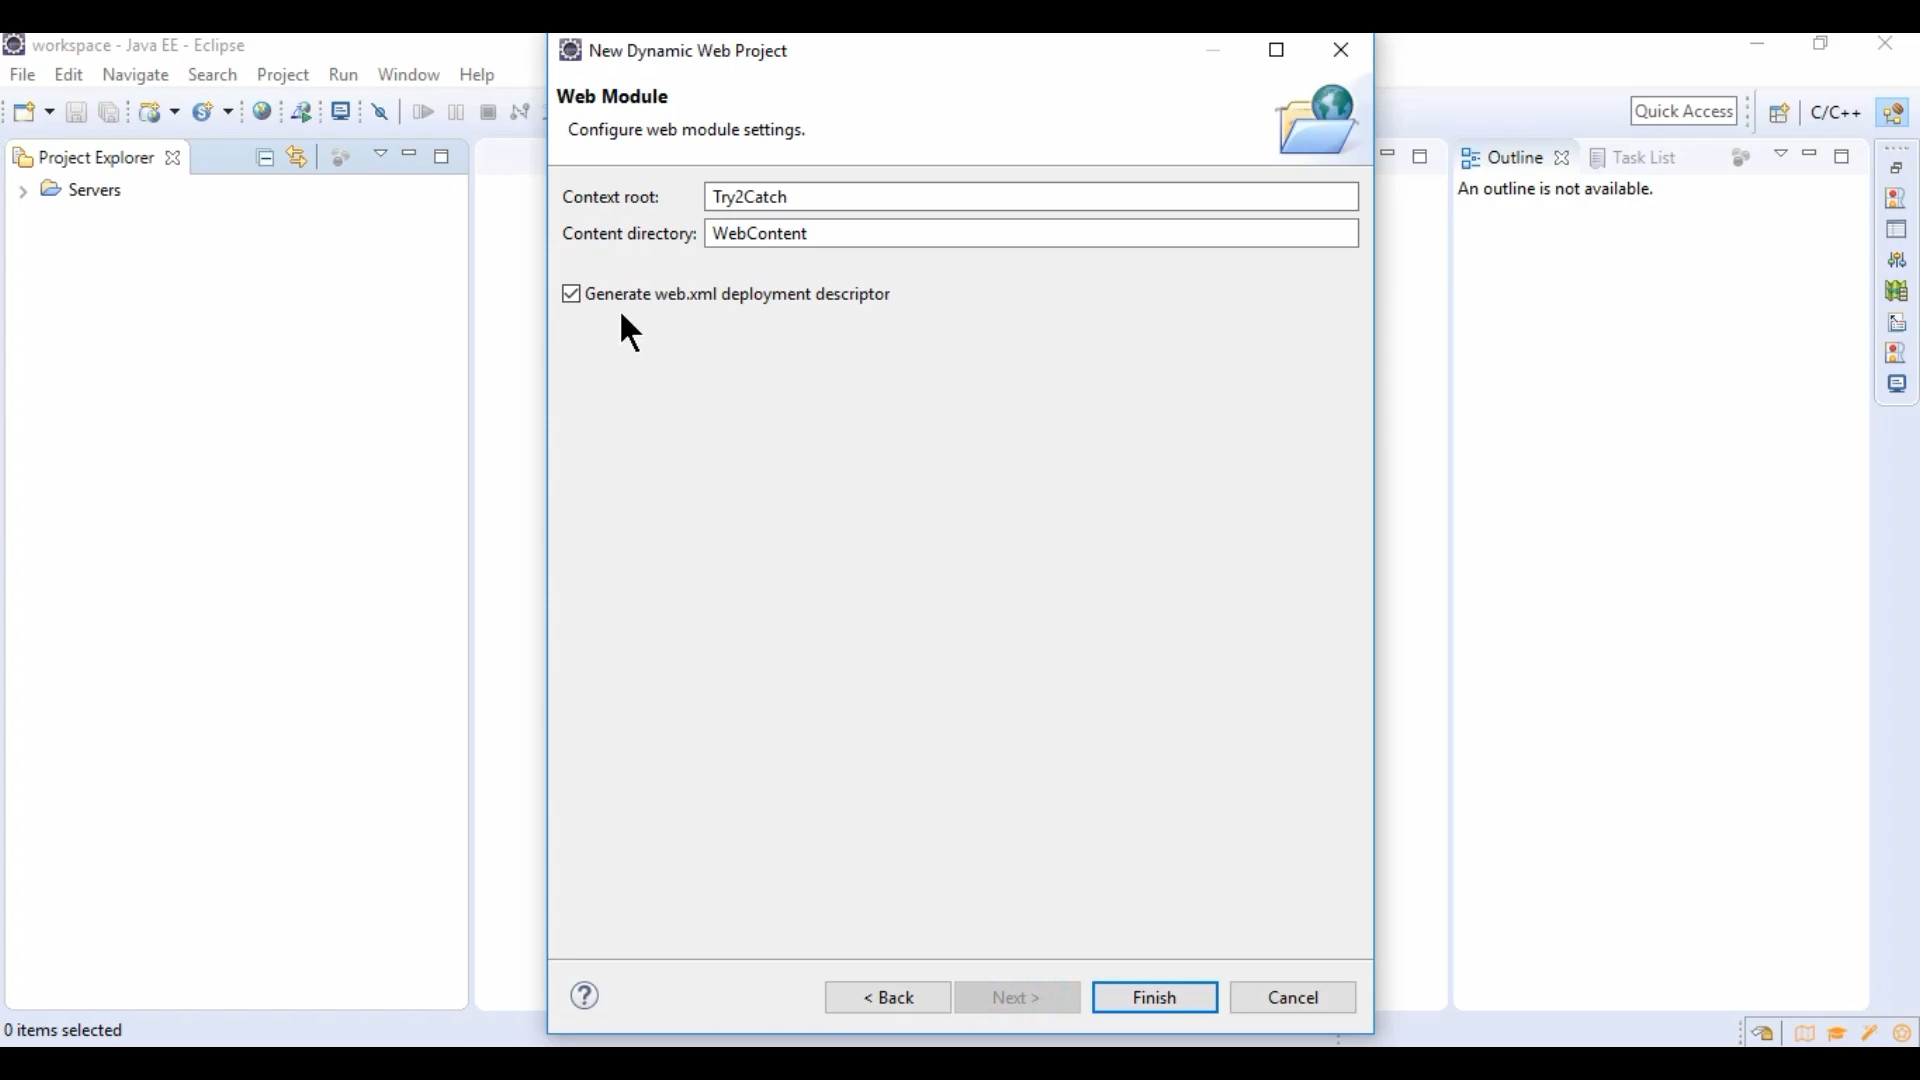 workspace - Java EE - Eclipse
File Edit Navigate Search Project Run Window Help
Quick Access
C/C++
Project Explorer
Servers
New Dynamic Web Project
Web Module
Configure web module settings.
Context root: Try2Catch
Content directory: WebContent
Generate web.xml deployment descriptor
< Back Next > Finish Cancel
Outline Task List
An outline is not available.
0 items selected